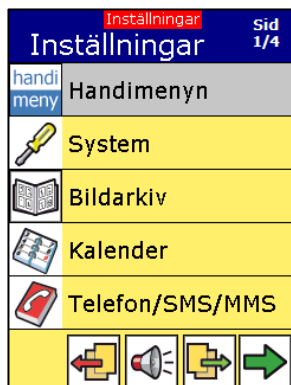 Inställningar
Inställningar
Sid
1/4
handi
meny
Handimenyn
System
Bildarkiv
Kalender
Telefon/SMS/MMS